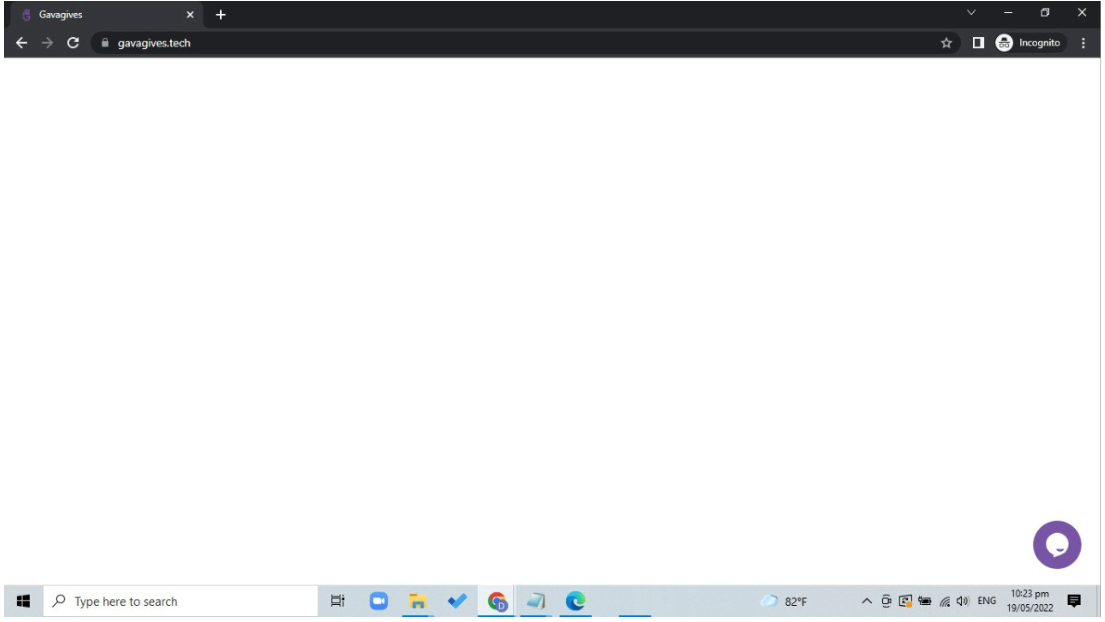 Gavagives
gavagives.tech
Incognito
Type here to search
D
82°F
ENG
10:23 pm
19/05/2022